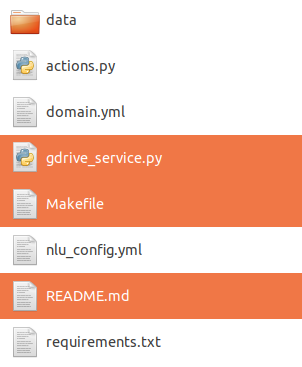 data
actions.py
domain.yml
gdrive_service.py
Makefile
nlu_config.yml
README.md
requirements.txt